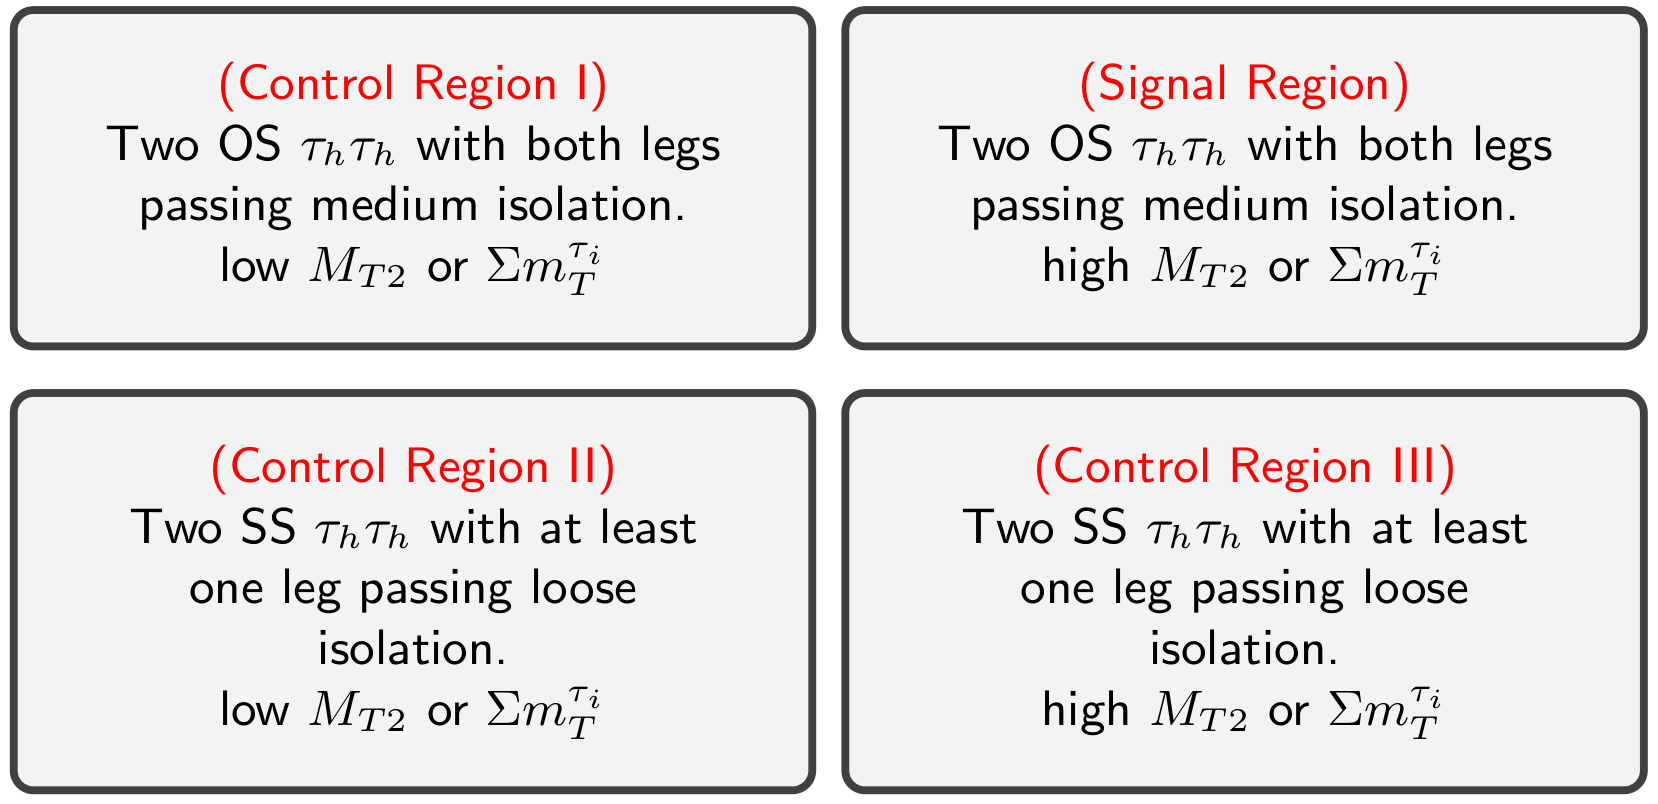 (Control Region I)
Two OS $\tau_h\tau_h$ with both legs
passing medium isolation.
low $M_{T2}$ or $\Sigma m_T^{\tau_i}$
(Signal Region)
Two OS $\tau_h\tau_h$ with both legs
passing medium isolation.
high $M_{T2}$ or $\Sigma m_T^{\tau_i}$
(Control Region II)
Two SS $\tau_h\tau_h$ with at least
one leg passing loose
isolation.
low $M_{T2}$ or $\Sigma m_T^{\tau_i}$
(Control Region III)
Two SS $\tau_h\tau_h$ with at least
one leg passing loose
isolation.
high $M_{T2}$ or $\Sigma m_T^{\tau_i}$